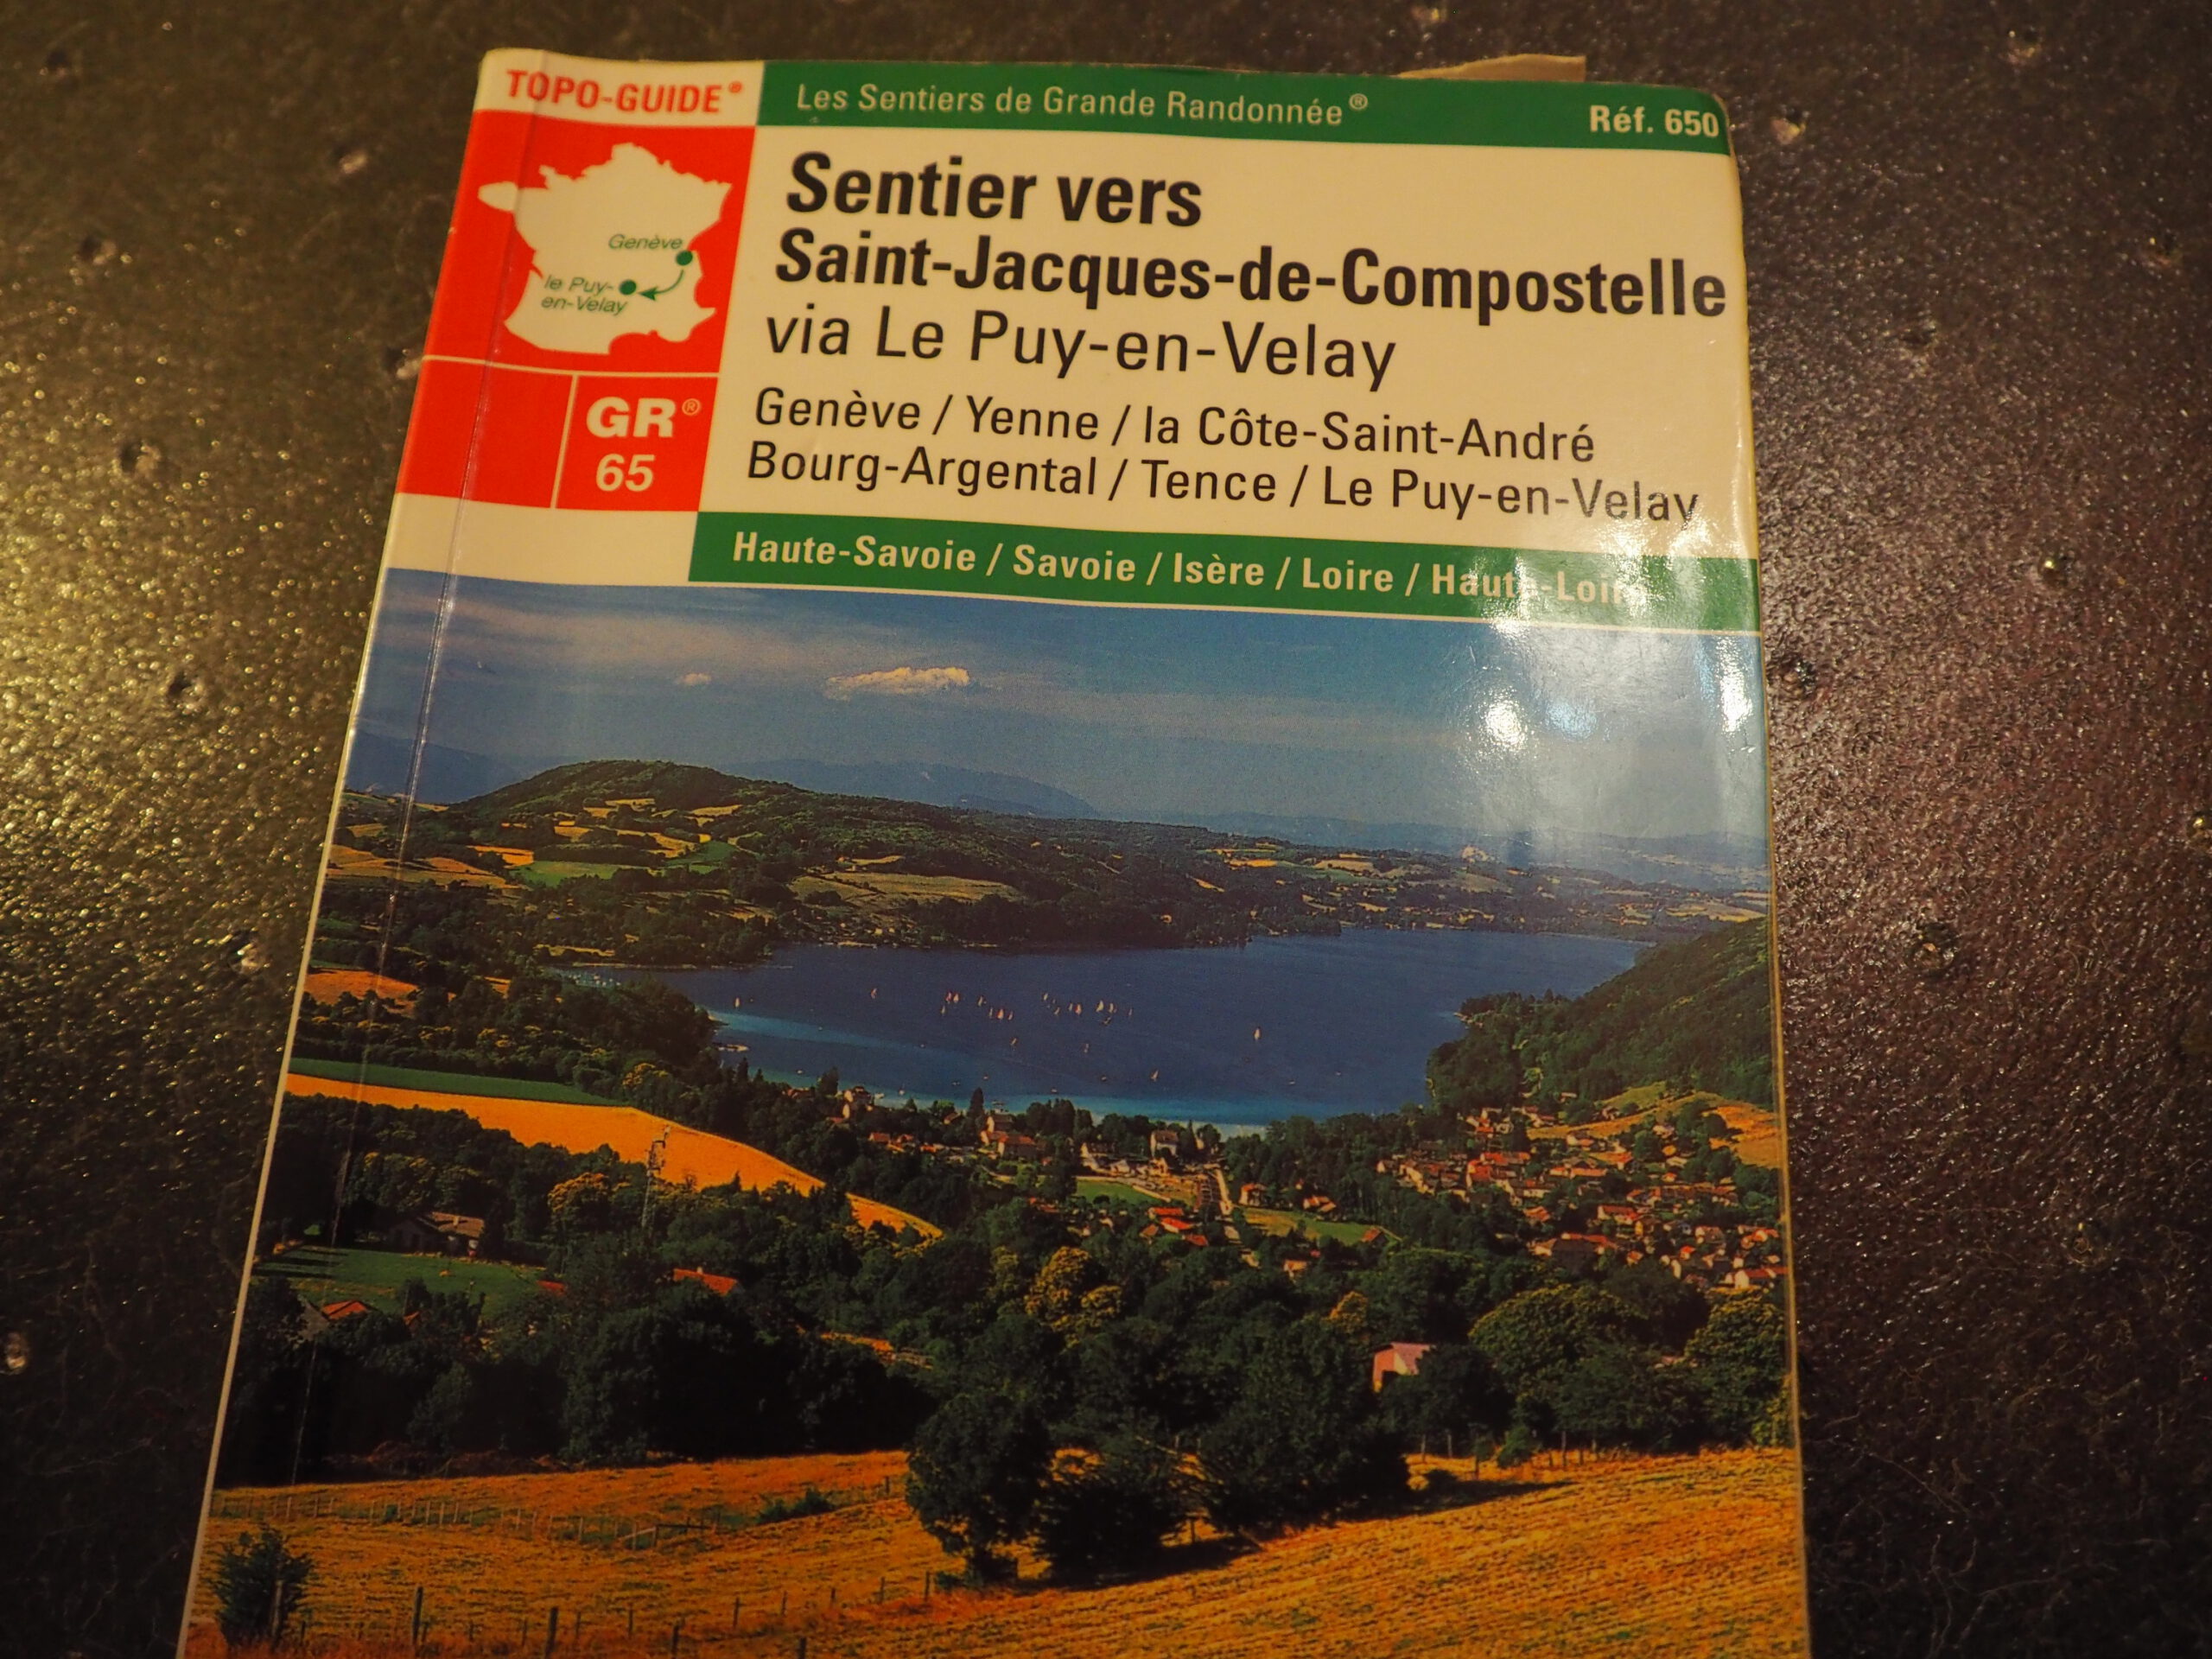 TOPO-GUIDE®
Les Sentiers de Grande Randonnée®
Réf. 650
Genève
le Puy-
en-Velay
GR®
65
Sentier vers
Saint-Jacques-de-Compostelle
via Le Puy-en-Velay
Genève / Yenne / la Côte-Saint-André
Bourg-Argental / Tence / Le Puy-en-Velay
Haute-Savoie / Savoie / Isère / Loire / Haute-Loire